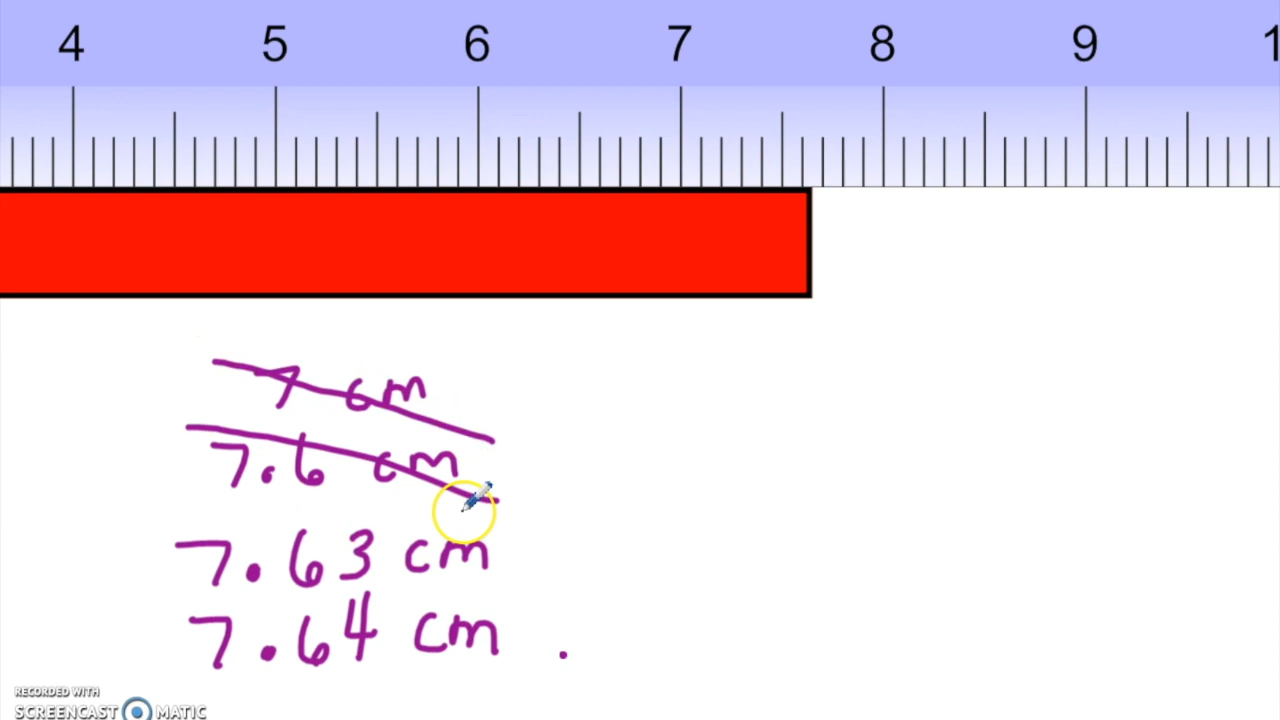 4 5 6 7 8 9 1
7 cm
7.6 cm
7.63 cm
7.64 cm .
RECORDED WITH
SCREENCAST MATIC